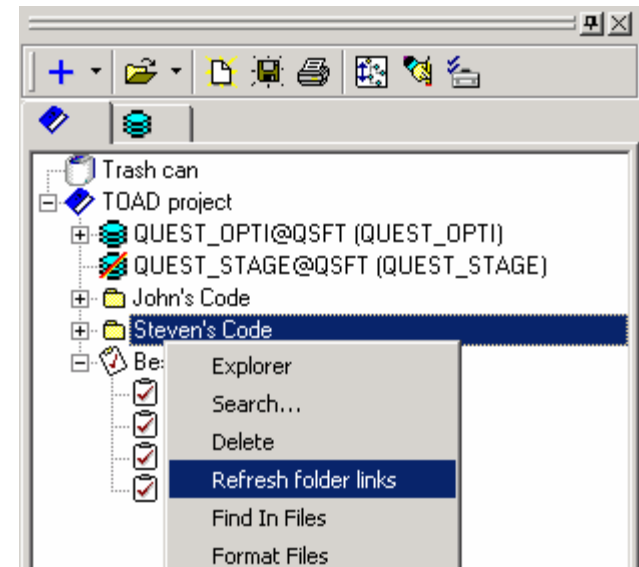 Trash can
TOAD project
QUEST_OPTI@QSFT (QUEST_OPTI)
QUEST_STAGE@QSFT (QUEST_STAGE)
John's Code
Steven's Code
Be
Explorer
Search...
Delete
Refresh folder links
Find In Files
Format Files